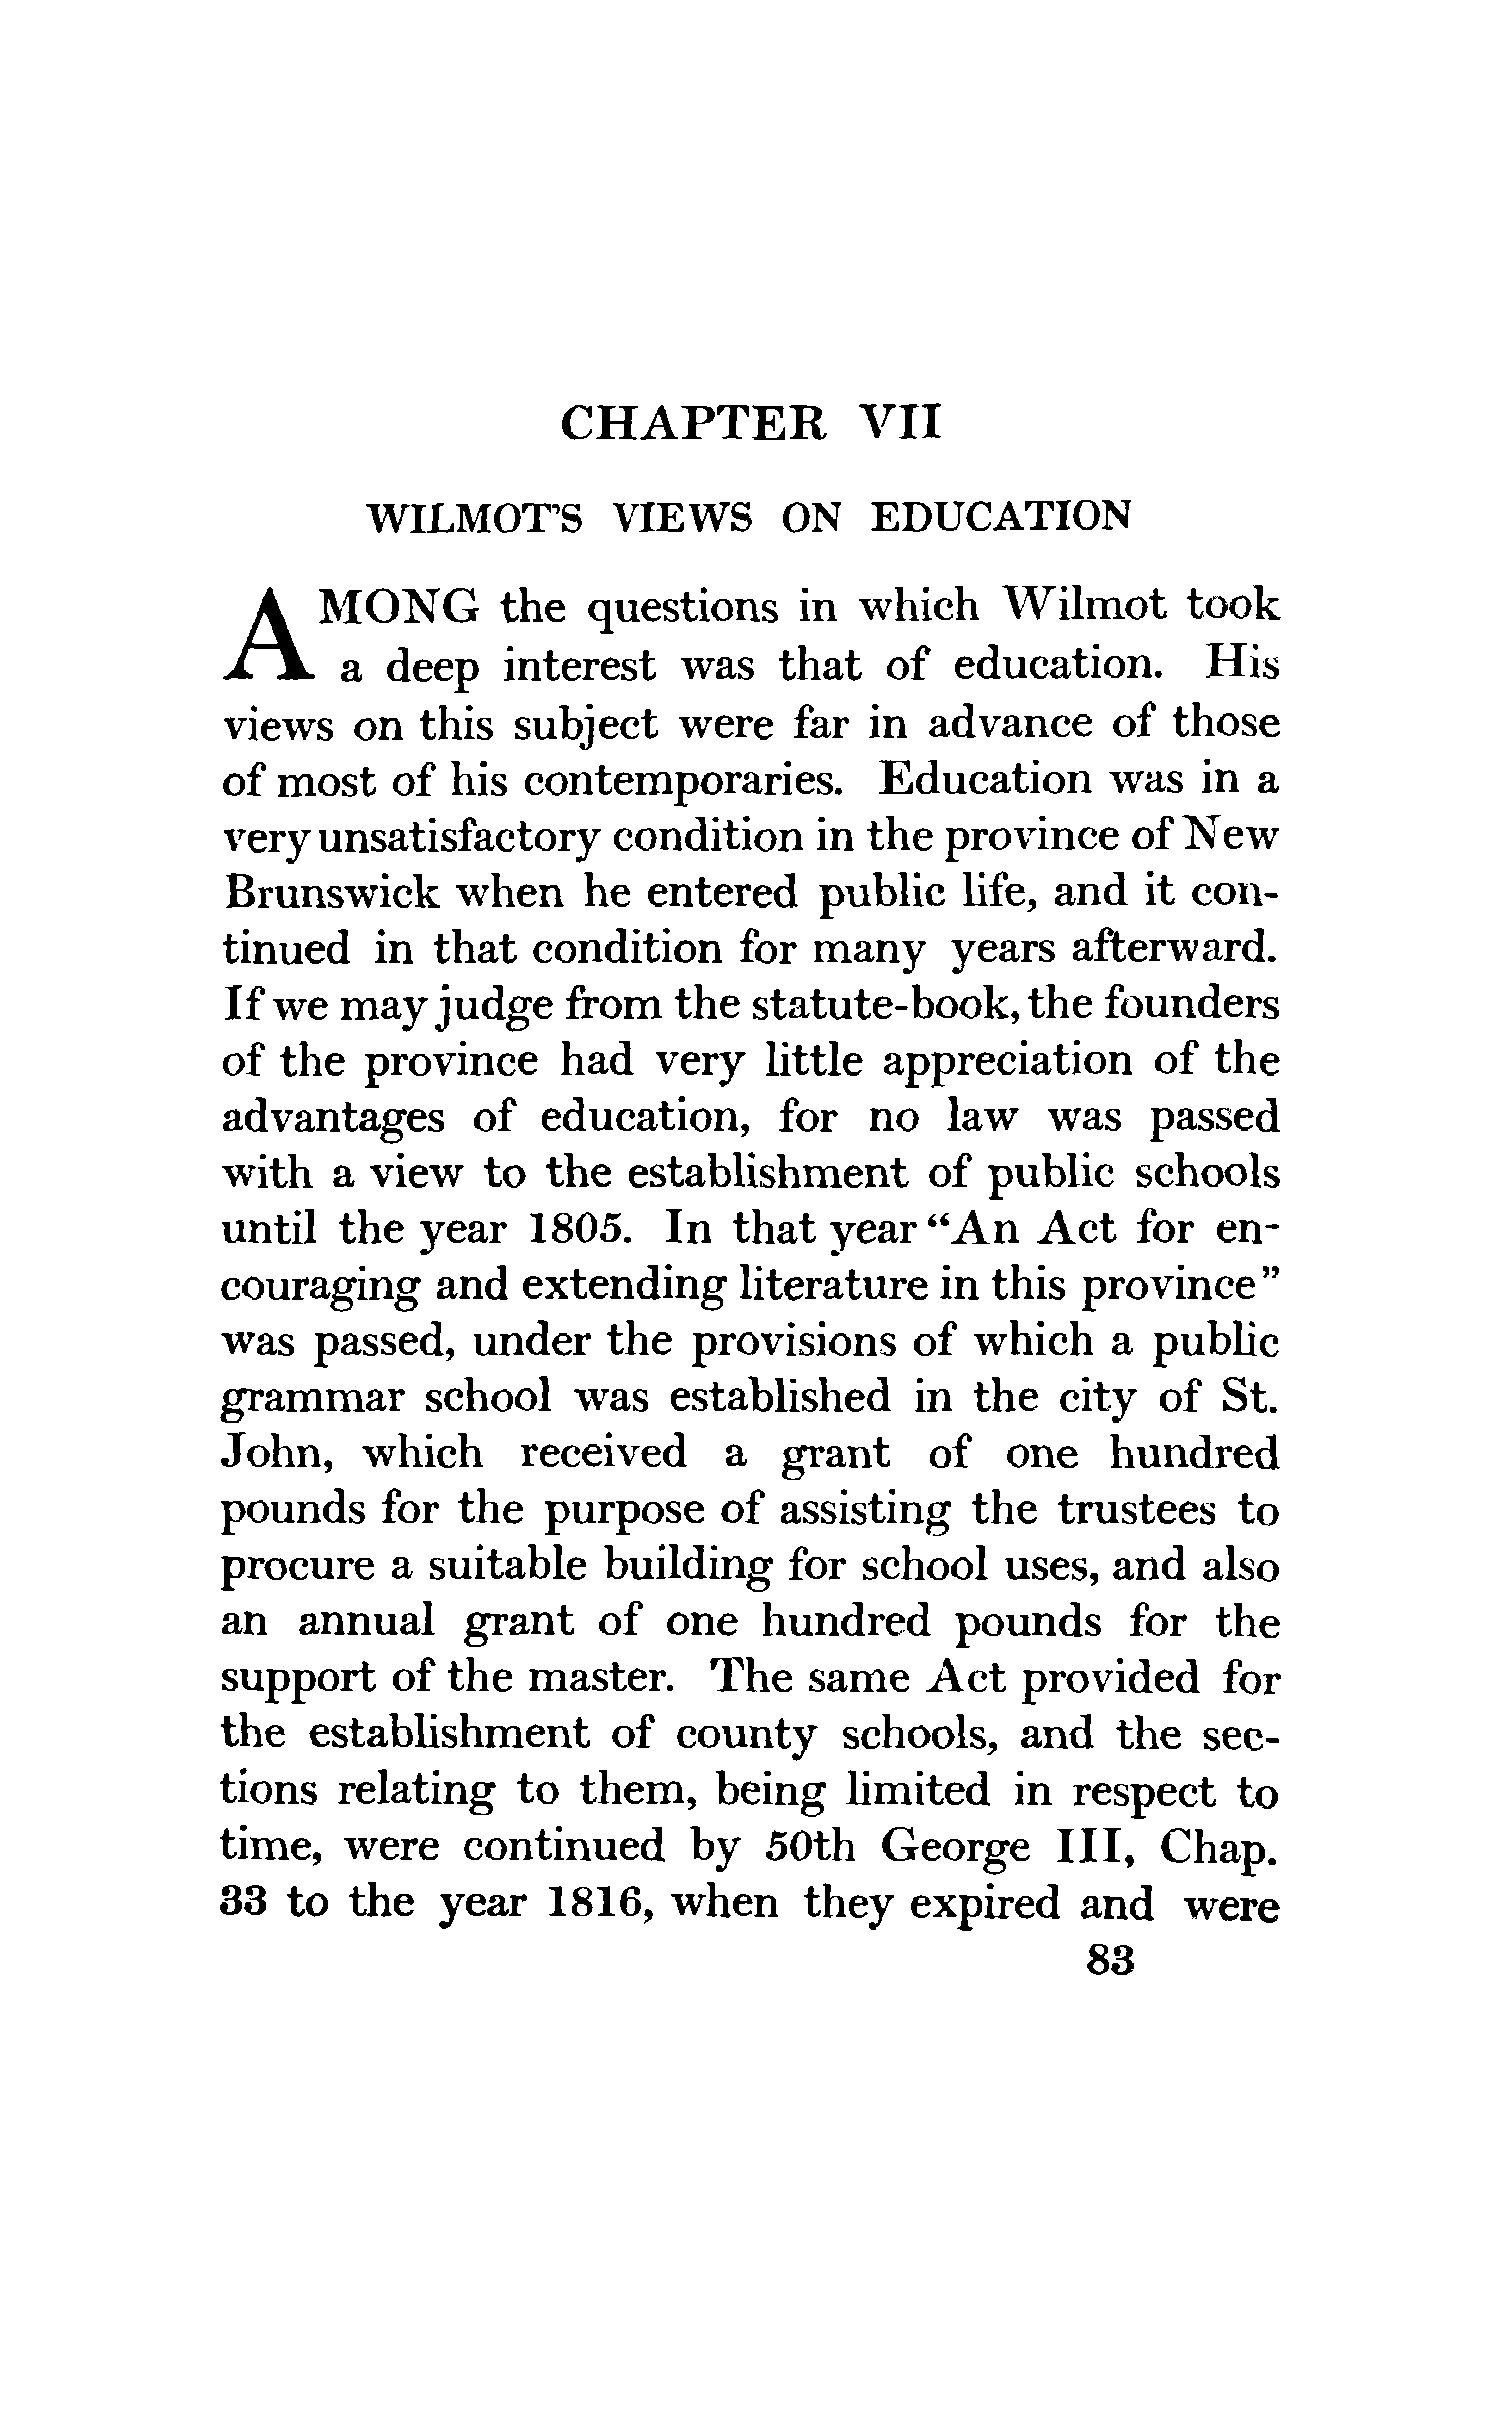 CHAPTER VII
WILMOT'S VIEWS ON EDUCATION
AMONG the questions in which Wilmot took
a deep interest was that of education. His
views on this subject were far in advance of those
of most of his contemporaries. Education was in a
very unsatisfactory condition in the province of New
Brunswick when he entered public life, and it con-
tinued in that condition for many years afterward.
If we may judge from the statute-book, the founders
of the province had very little appreciation of the
advantages of education, for no law was passed
with a view to the establishment of public schools
until the year 1805. In that year “An Act for en-
couraging and extending literature in this province”
was passed, under the provisions of which a public
grammar school was established in the city of St.
John, which received a grant of one hundred
pounds for the purpose of assisting the trustees to
procure a suitable building for school uses, and also
an annual grant of one hundred pounds for the
support of the master. The same Act provided for
the establishment of county schools, and the sec-
tions relating to them, being limited in respect to
time, were continued by 50th George III, Chap.
33 to the year 1816, when they expired and were
83